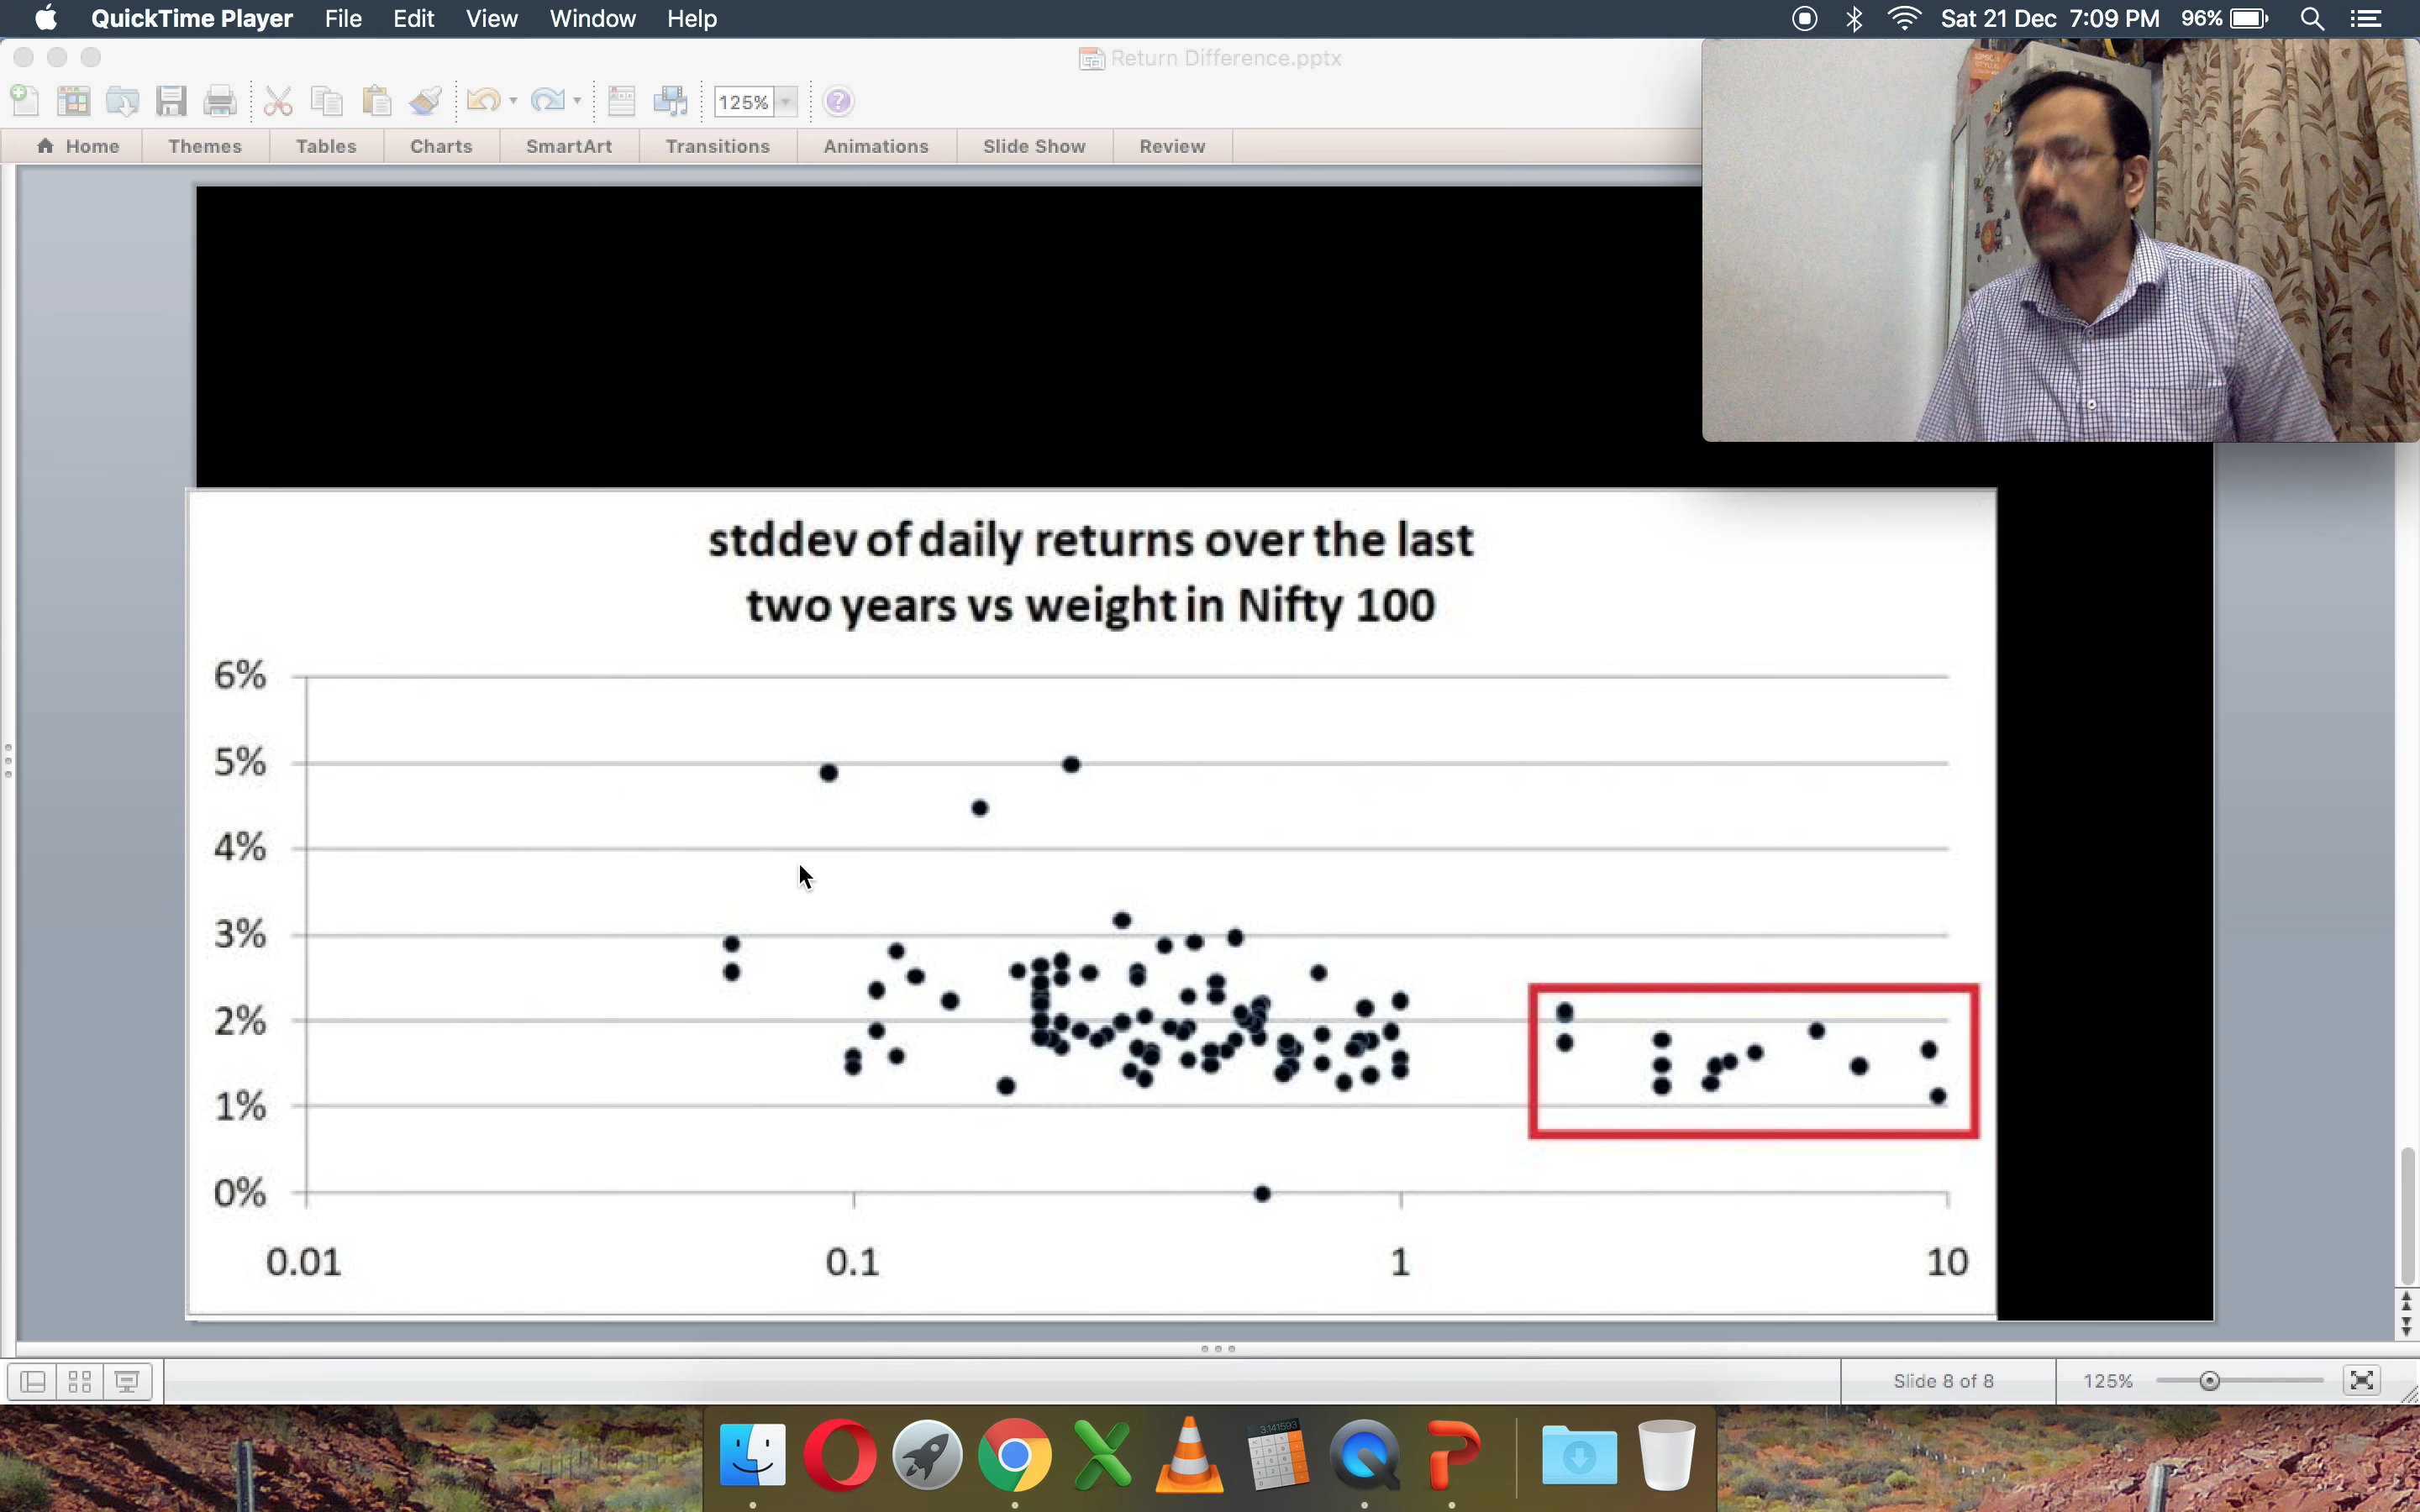 QuickTime Player File Edit View Window Help Sat 21 Dec 7:09 PM 96%
Return Difference.pptx
125% ?
Home Themes Tables Charts SmartArt Transitions Animations Slide Show Review
stddev of daily returns over the last
two years vs weight in Nifty 100
6%
5%
4%
3%
2%
1%
0%
0.01 0.1 1 10
Slide 8 of 8 125%
3.141593